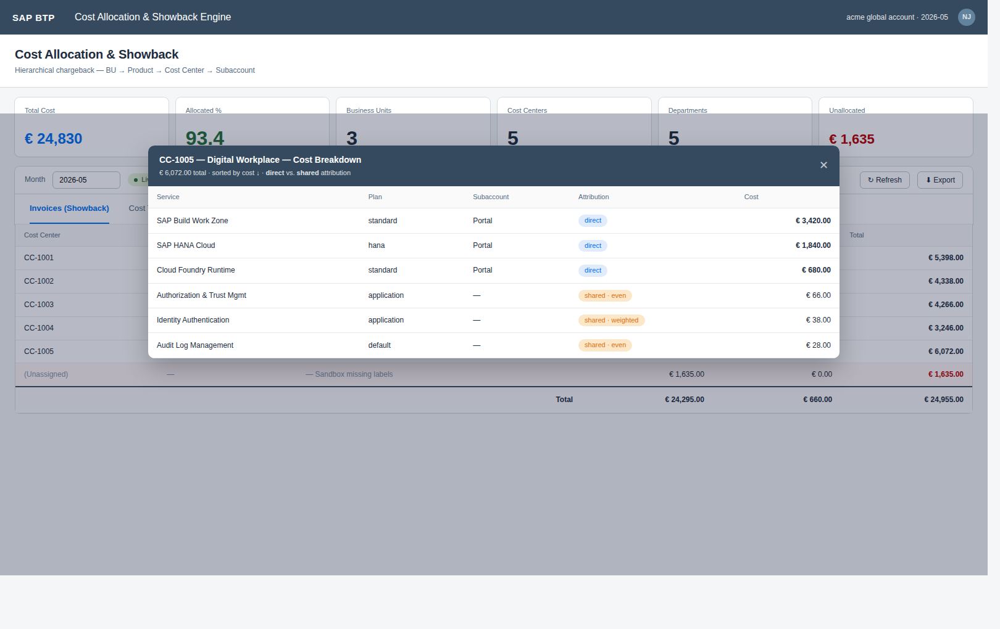 SAP BTP Cost Allocation & Showback Engine acme global account · 2026-05 NJ
Cost Allocation & Showback
Hierarchical chargeback — BU → Product → Cost Center → Subaccount
Total Cost Allocated % Business Units Cost Centers Departments Unallocated
€ 24,830 93.4 3 5 5 € 1,635
CC-1005 — Digital Workplace — Cost Breakdown ✕
€ 6,072.00 total · sorted by cost ↓ · direct vs. shared attribution
Service Plan Subaccount Attribution Cost
SAP Build Work Zone standard Portal direct € 3,420.00
SAP HANA Cloud hana Portal direct € 1,840.00
Cloud Foundry Runtime standard Portal direct € 680.00
Authorization & Trust Mgmt application — shared · even € 66.00
Identity Authentication application — shared · weighted € 38.00
Audit Log Management default — shared · even € 28.00
Month 2026-05 ↻ Refresh ⬇ Export
Invoices (Showback) Cost
Cost Center Total
CC-1001 € 5,398.00
CC-1002 € 4,338.00
CC-1003 € 4,266.00
CC-1004 € 3,246.00
CC-1005 € 6,072.00
(Unassigned) — — Sandbox missing labels € 1,635.00 € 0.00 € 1,635.00
Total € 24,295.00 € 660.00 € 24,955.00